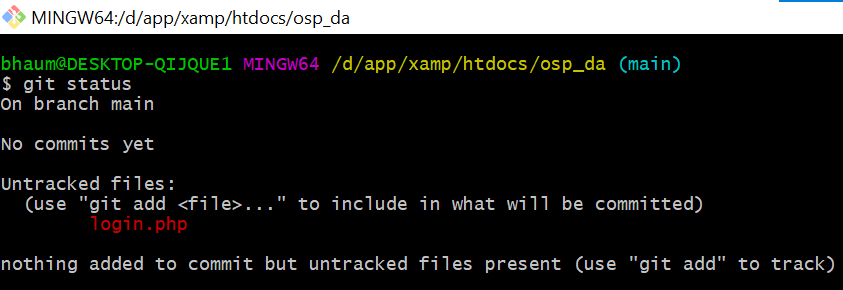 MINGW64:/d/app/xamp/htdocs/osp_da
bhaum@DESKTOP-QIJQUE1 MINGW64 /d/app/xamp/htdocs/osp_da (main)
$ git status
On branch main
No commits yet
Untracked files:
  (use "git add <file>..." to include in what will be committed)
        login.php
nothing added to commit but untracked files present (use "git add" to track)